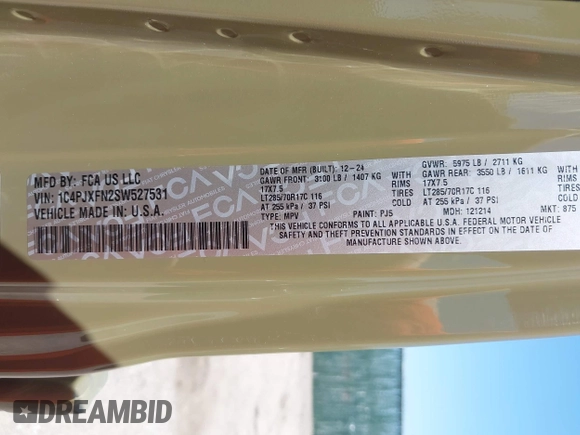 MFD BY: FCA US LLC
VIN: 1C4PJXFN2SW527531
VEHICLE MADE IN U.S.A.
DATE OF MFR (BUILT): 12-24
GAWR FRONT: 3100 LB / 1407 KG
WITH
17X7.5
RIMS
TIRES
LT285/70R17C 116
AT 255 kPa / 37 PSI
TYPE: MPV
PAINT: PJ5
GVWR: 5975 LB / 2711 KG
GAWR REAR: 3550 LB / 1611 KG
WITH
17X7.5
RIMS
TIRES
LT285/70R17C 116
AT 255 kPa / 37 PSI
MDH: 121214
MKT: 875
THIS VEHICLE CONFORMS TO ALL APPLICABLE U.S.A. FEDERAL MOTOR VEHICLE
SAFETY AND THEFT PREVENTION STANDARDS IN EFFECT ON THE DATE OF
MANUFACTURE SHOWN ABOVE.
DREAMBID